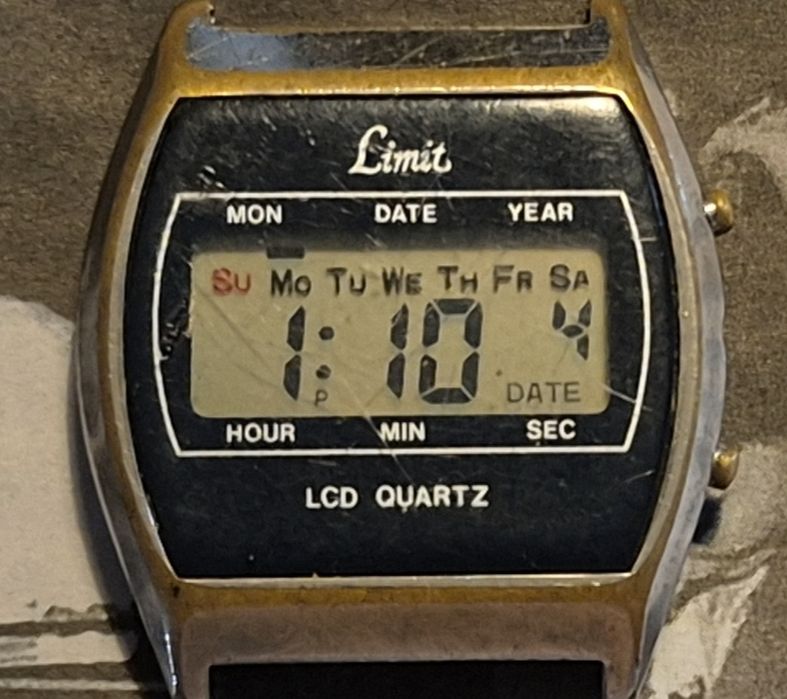 Limit
MON DATE YEAR
SU MO TU WE TH FR SA
1:10 4
P DATE
HOUR MIN SEC
LCD QUARTZ